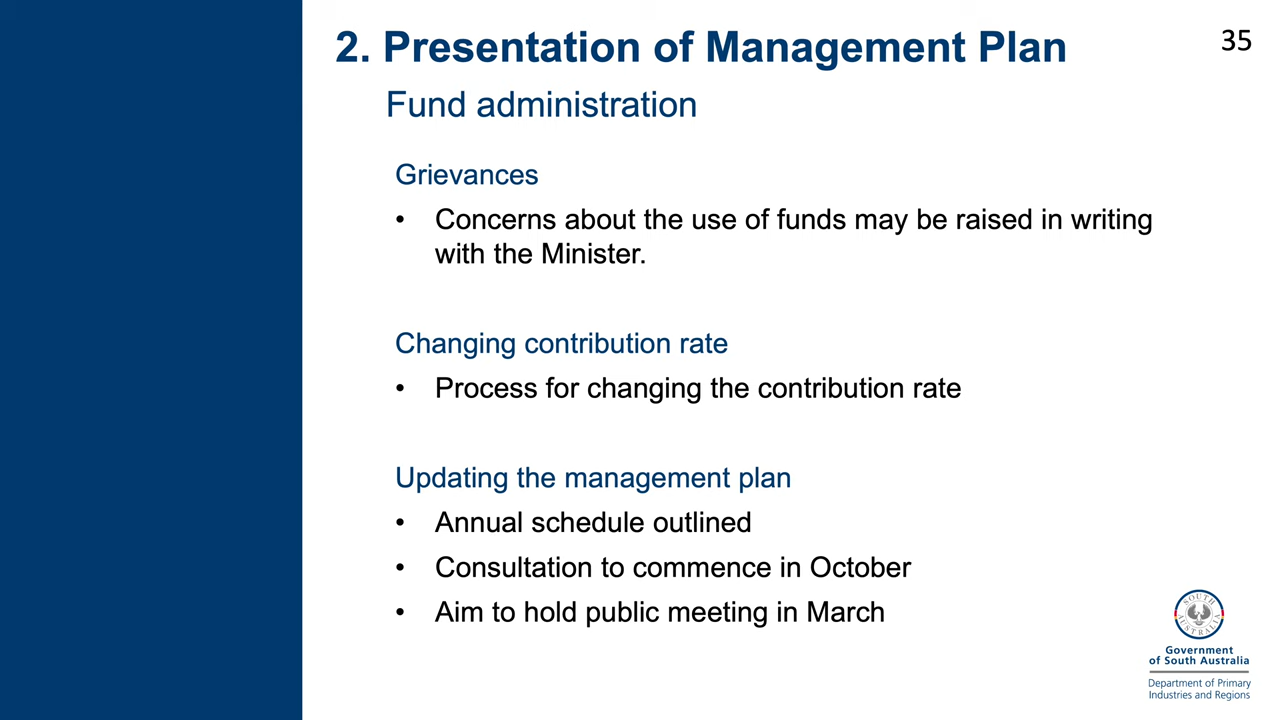 2. Presentation of Management Plan
35
Fund administration
Grievances
• Concerns about the use of funds may be raised in writing
with the Minister.
Changing contribution rate
• Process for changing the contribution rate
Updating the management plan
• Annual schedule outlined
• Consultation to commence in October
• Aim to hold public meeting in March
SOUTH AUSTRALIA
Government
of South Australia
Department of Primary
Industries and Regions